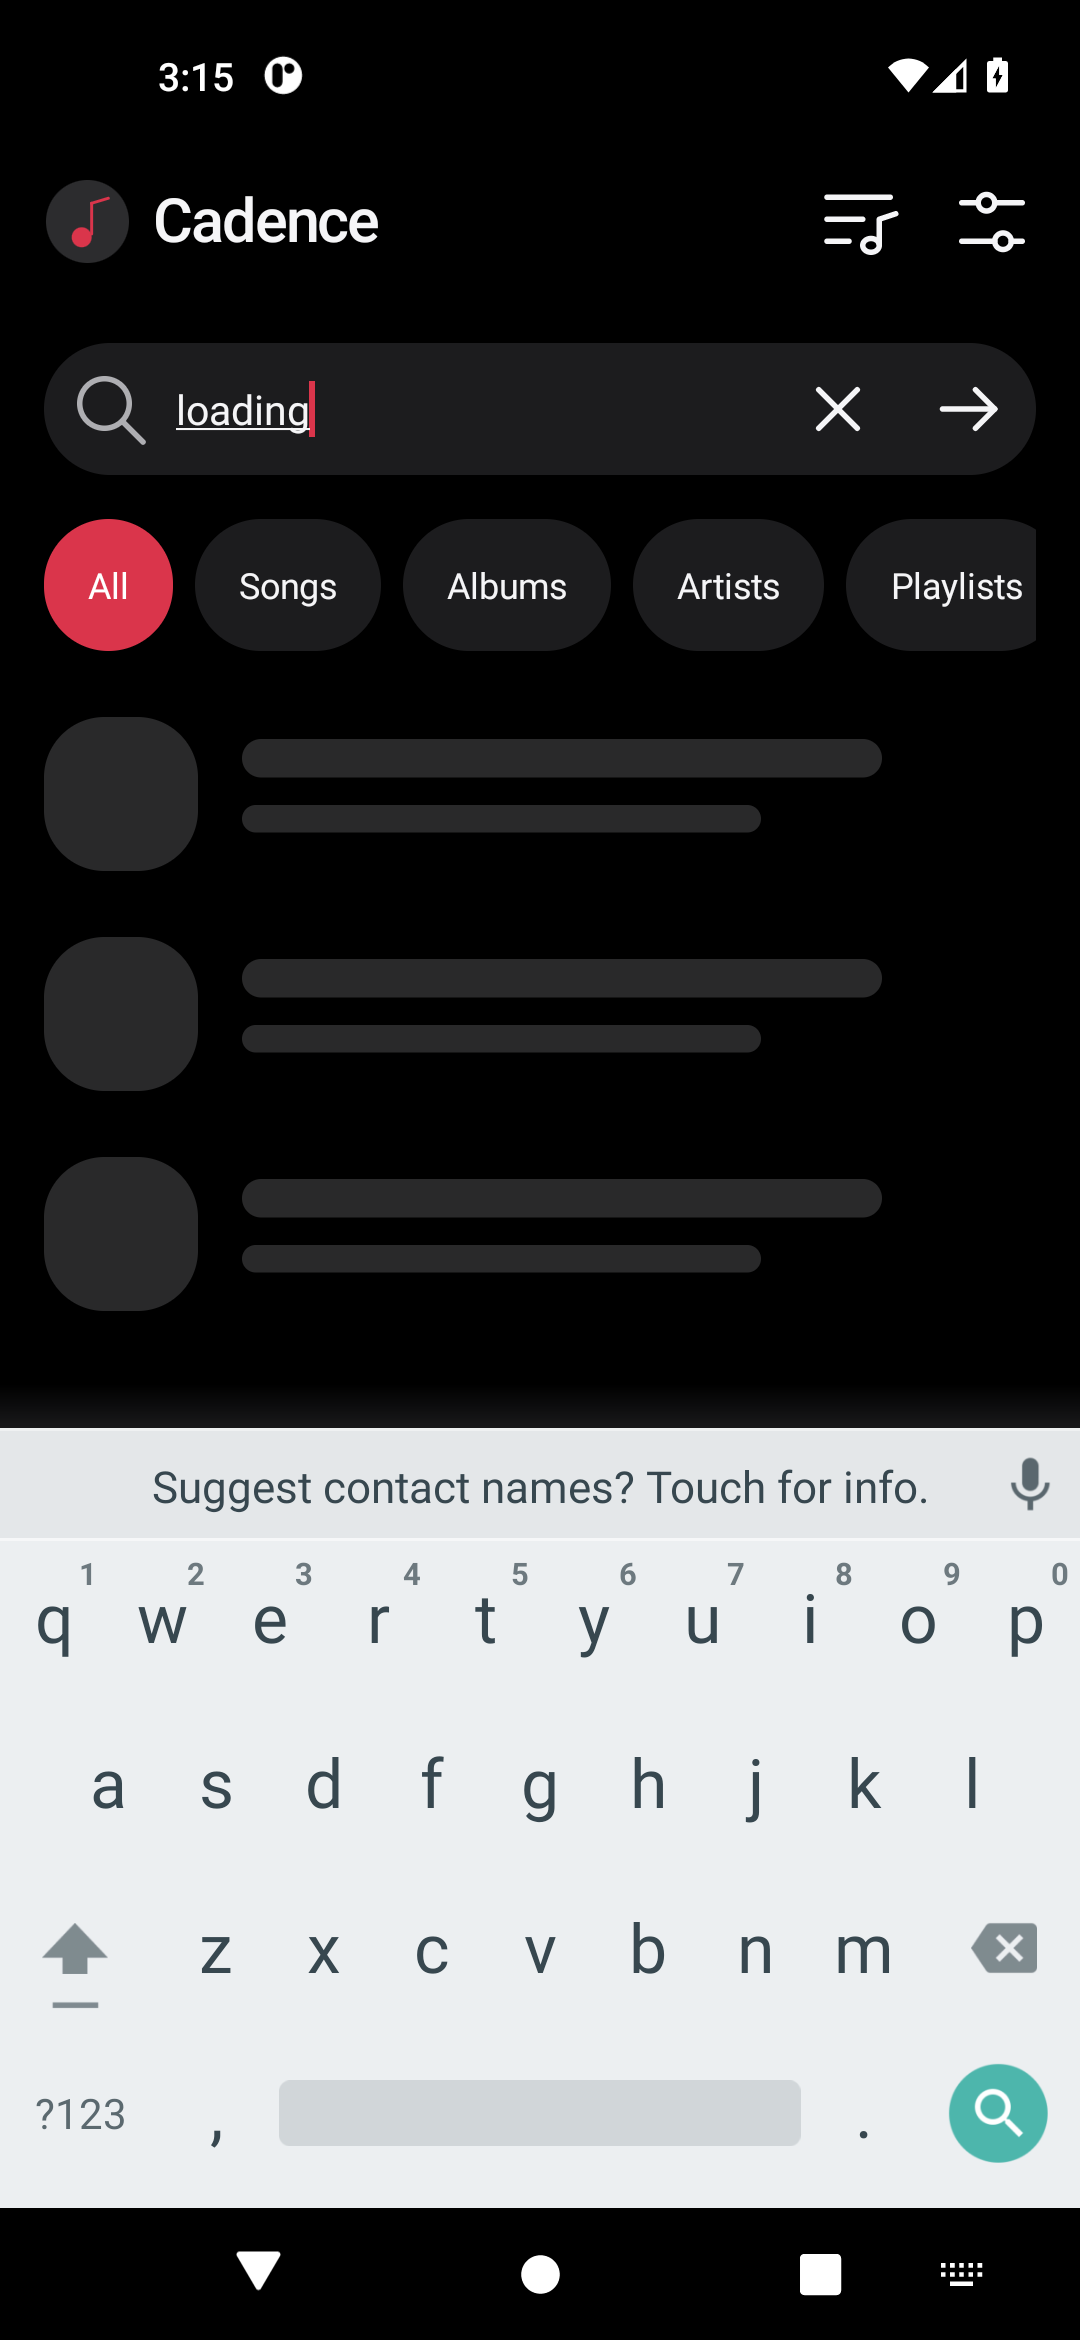 3:15
Cadence
loading
All Songs Albums Artists Playlists
Suggest contact names? Touch for info.
1 2 3 4 5 6 7 8 9 0
q w e r t y u i o p
a s d f g h j k l
z x c v b n m
?123 , .